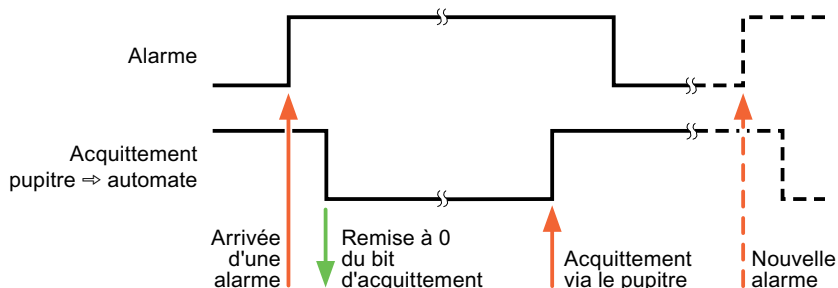 Alarme
Acquittement
pupitre ⇨ automate
Arrivée
d'une
alarme
Remise à 0
du bit
d'acquittement
Acquittement
via le pupitre
Nouvelle
alarme